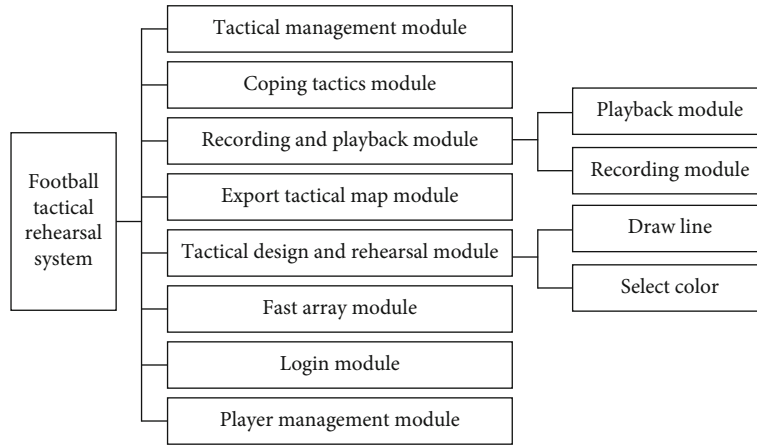 Football
tactical
rehearsal
system
Tactical management module
Coping tactics module
Recording and playback module
Export tactical map module
Tactical design and rehearsal module
Fast array module
Login module
Player management module
Playback module
Recording module
Draw line
Select color